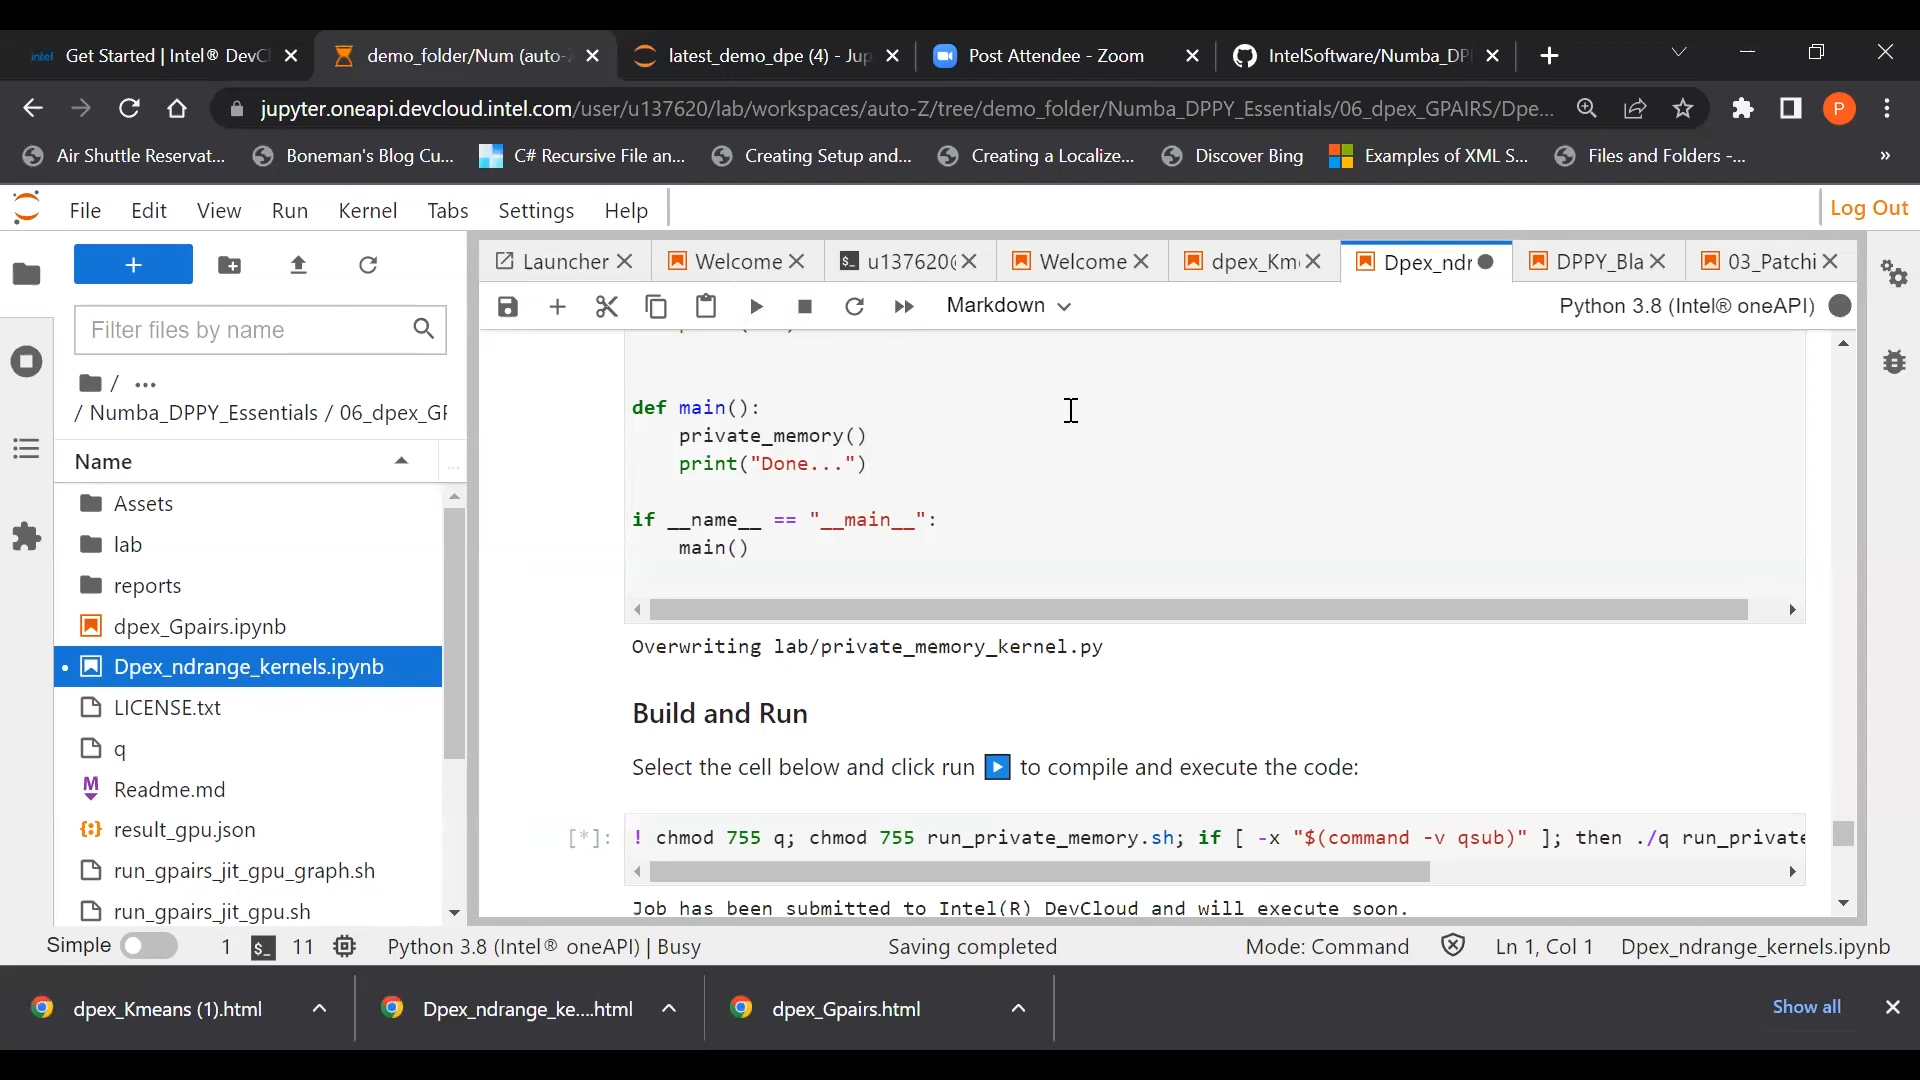 intel Get Started | Intel® DevCl
demo_folder/Num (auto-
latest_demo_dpe (4) - Jup
Post Attendee - Zoom
IntelSoftware/Numba_DP
jupyter.oneapi.devcloud.intel.com/user/u137620/lab/workspaces/auto-Z/tree/demo_folder/Numba_DPPY_Essentials/06_dpex_GPAIRS/Dpe...
P
Air Shuttle Reservat...
Boneman's Blog Cu...
C# Recursive File an...
Creating Setup and...
Creating a Localize...
Discover Bing
Examples of XML S...
Files and Folders -...
»
File Edit View Run Kernel Tabs Settings Help
Log Out
Launcher
Welcome
u137620(
Welcome
dpex_Km
Dpex_ndr
DPPY_Bla
03_Patchi
Markdown
Python 3.8 (Intel® oneAPI)
Filter files by name
/ ...
/ Numba_DPPY_Essentials / 06_dpex_GF
Name
Assets
lab
reports
dpex_Gpairs.ipynb
Dpex_ndrange_kernels.ipynb
LICENSE.txt
q
Readme.md
result_gpu.json
run_gpairs_jit_gpu_graph.sh
run_gpairs_jit_gpu.sh
def main():
    private_memory()
    print("Done...")
if __name__ == "__main__":
    main()
Overwriting lab/private_memory_kernel.py
Build and Run
Select the cell below and click run to compile and execute the code:
[*]: ! chmod 755 q; chmod 755 run_private_memory.sh; if [ -x "$(command -v qsub)" ]; then ./q run_private
Job has been submitted to Intel(R) DevCloud and will execute soon.
Simple 1 $_ 11 Python 3.8 (Intel® oneAPI) | Busy Saving completed Mode: Command Ln 1, Col 1 Dpex_ndrange_kernels.ipynb
dpex_Kmeans (1).html
Dpex_ndrange_ke....html
dpex_Gpairs.html
Show all